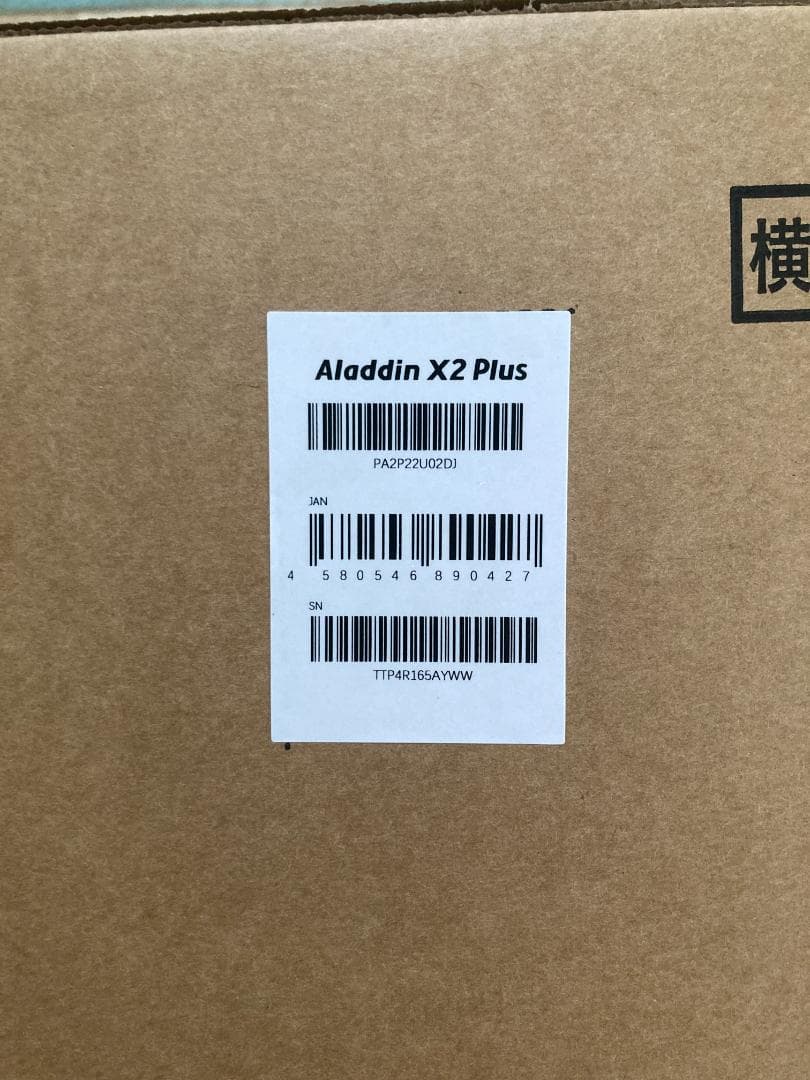 横
Aladdin X2 Plus
PA2P22U02DJ
JAN
4 580546 890427
SN
TTP4R165AYWW